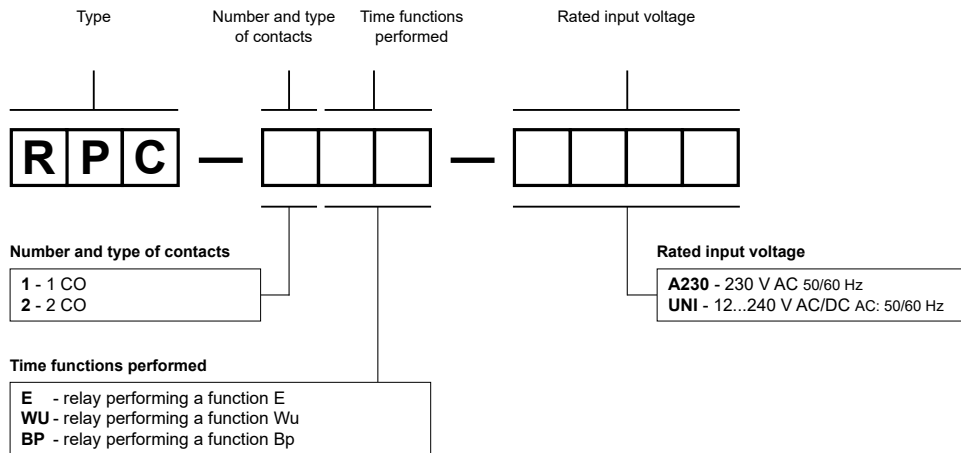 Type
Number and type
of contacts
Time functions
performed
Rated input voltage
R P C — —
Number and type of contacts
1 - 1 CO
2 - 2 CO
Rated input voltage
A230 - 230 V AC 50/60 Hz
UNI - 12...240 V AC/DC AC: 50/60 Hz
Time functions performed
E - relay performing a function E
WU - relay performing a function Wu
BP - relay performing a function Bp